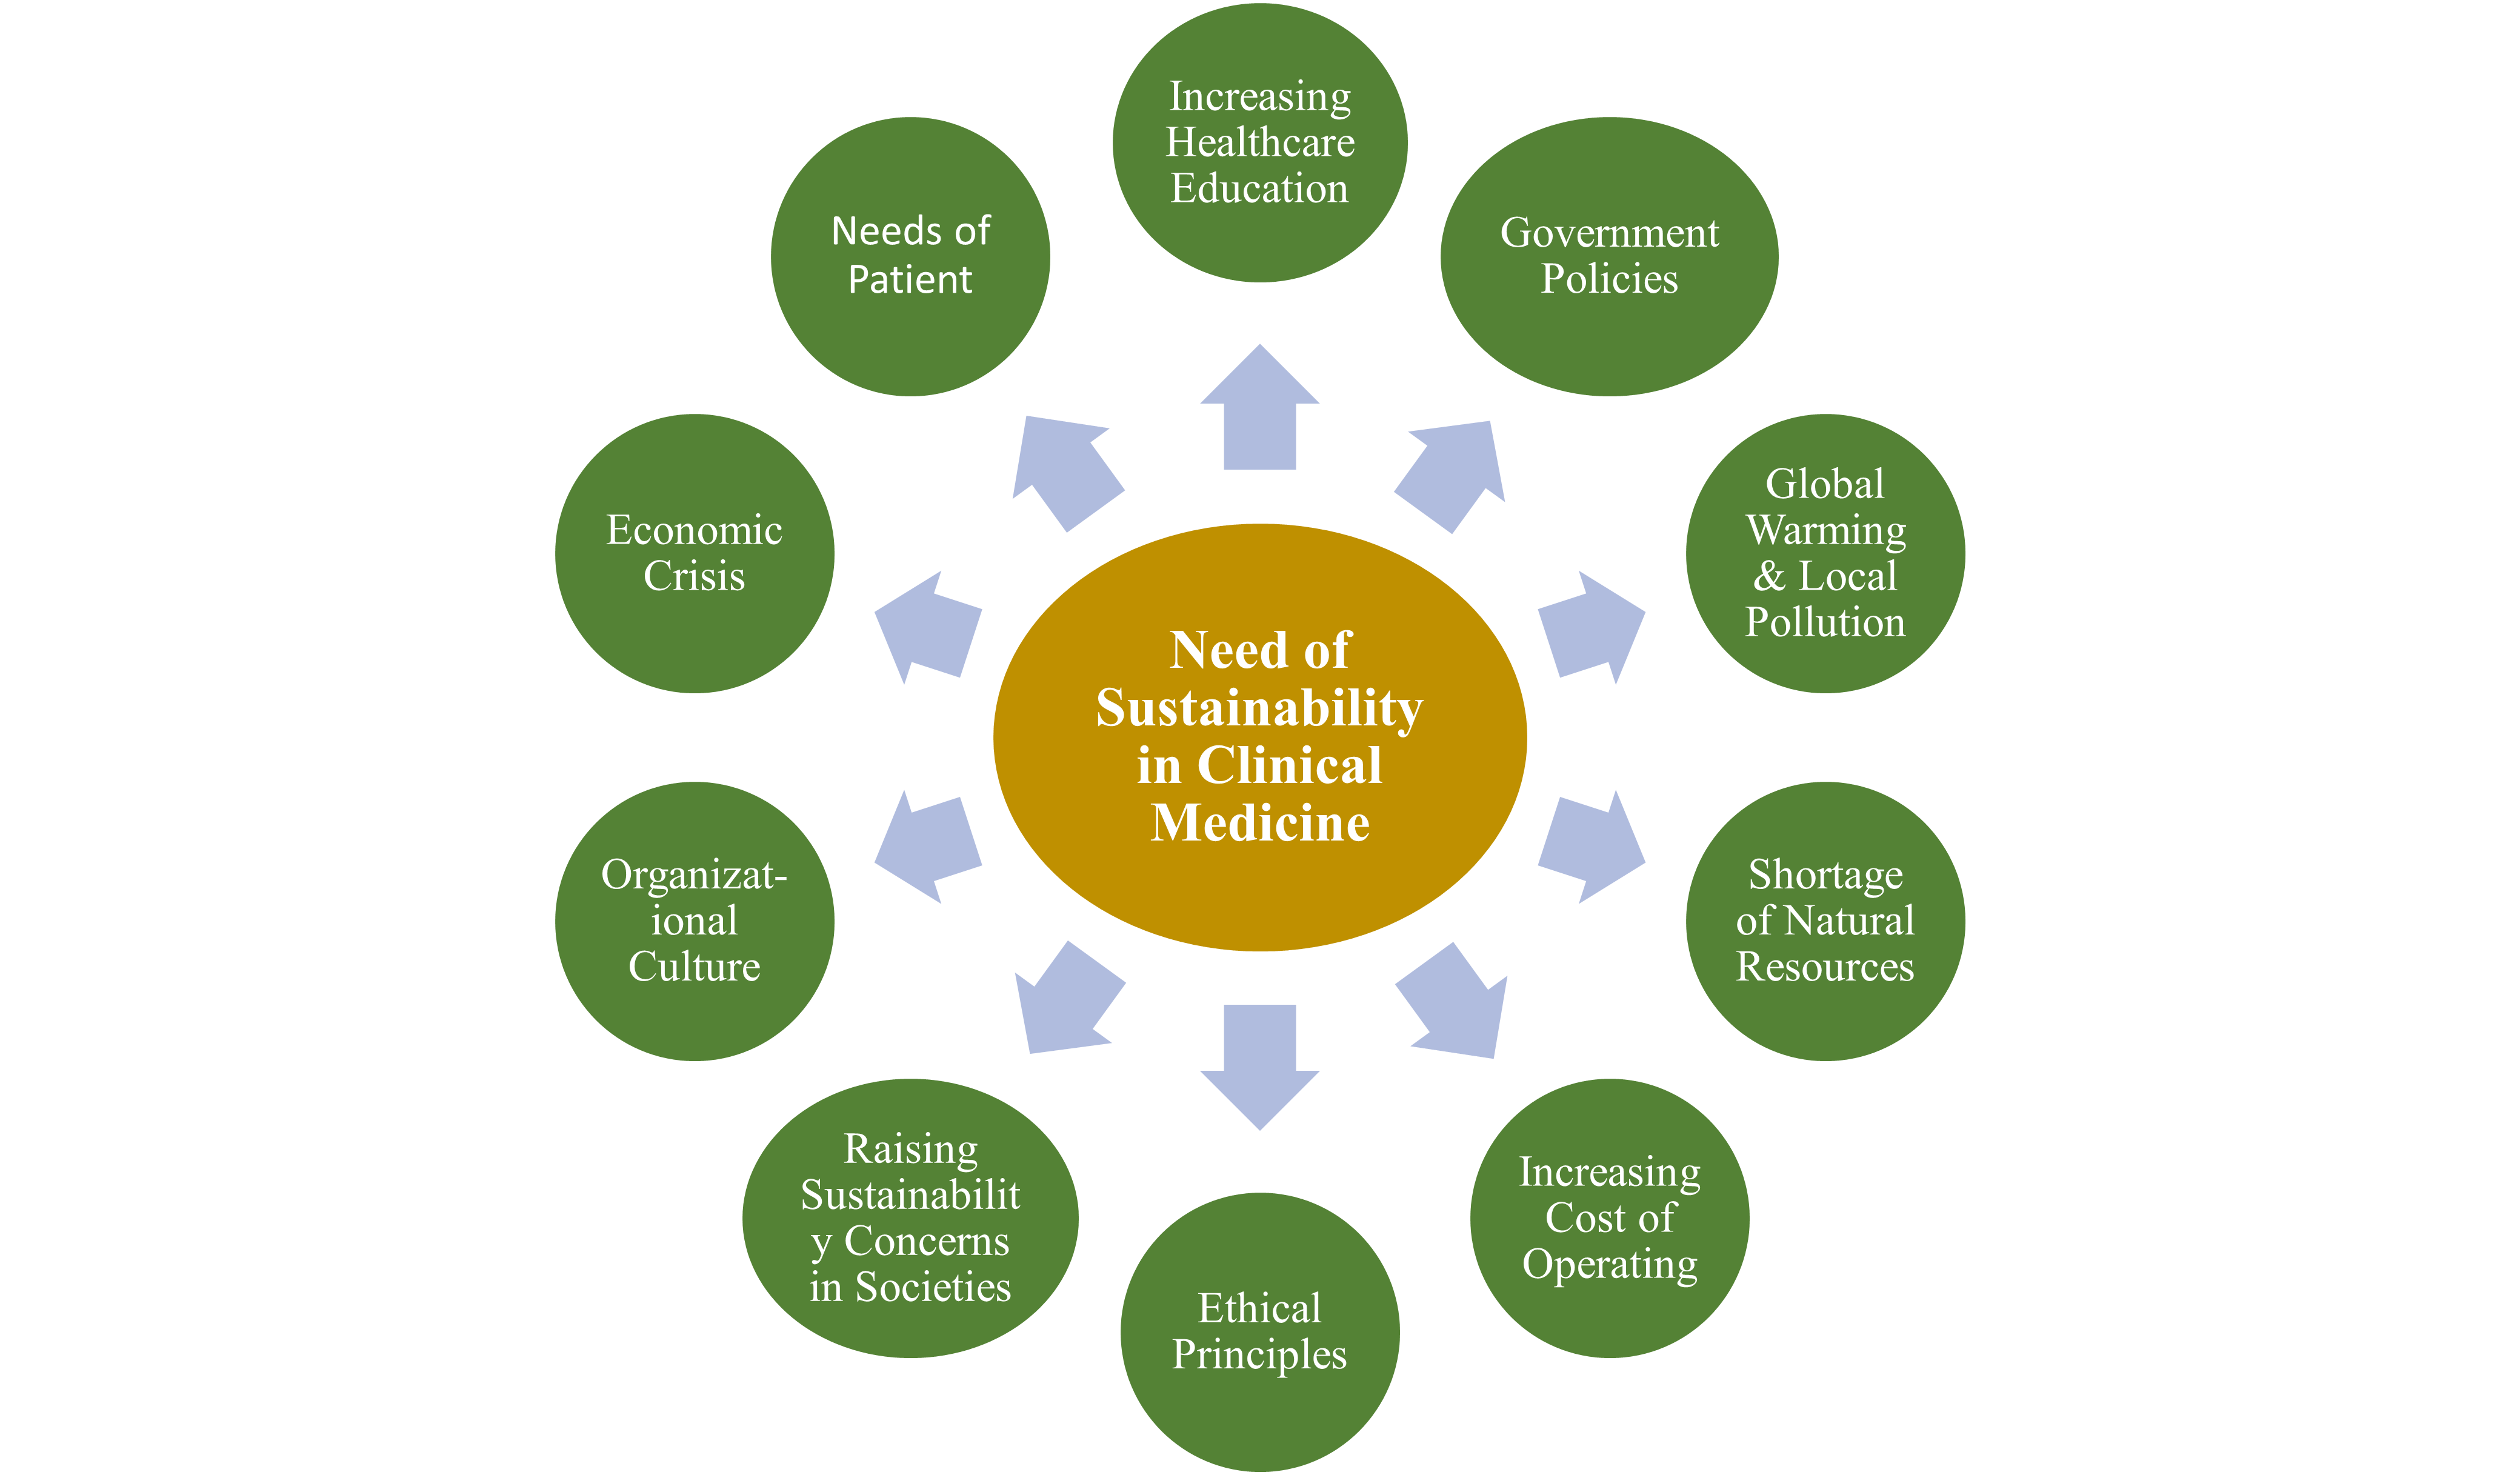 Increasing
Healthcare
Education
Government
Policies
Global
Warming
& Local
Pollution
Shortage
of Natural
Resources
Increasing
Cost of
Operating
Ethical
Principles
Raising
Sustainabilit
y Concerns
in Societies
Organizat-
ional
Culture
Economic
Crisis
Needs of
Patient
Need of
Sustainability
in Clinical
Medicine